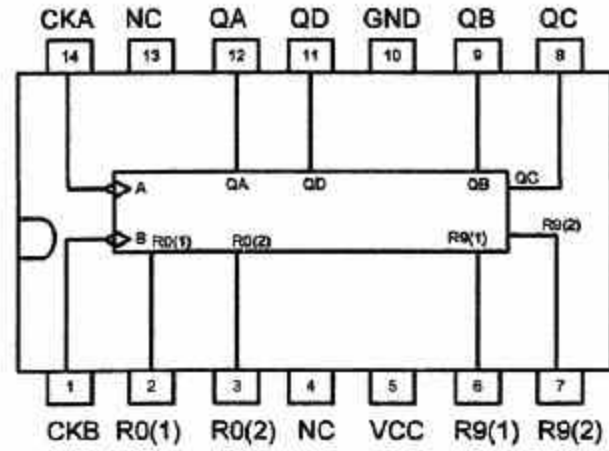 CKA NC QA QD GND QB QC
14 13 12 11 10 9 8
A QA QD QB QC
B R0(1) R0(2) R9(1) R9(2)
1 2 3 4 5 6 7
CKB R0(1) R0(2) NC VCC R9(1) R9(2)